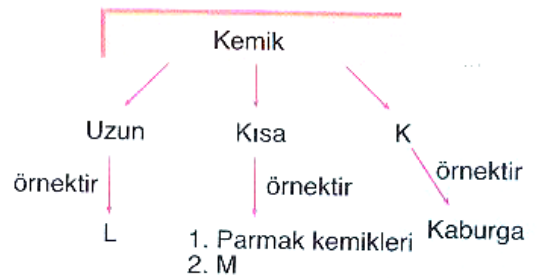 Kemik
Uzun
Kısa
K
örnektir
örnektir
örnektir
L
1. Parmak kemikleri
2. M
Kaburga